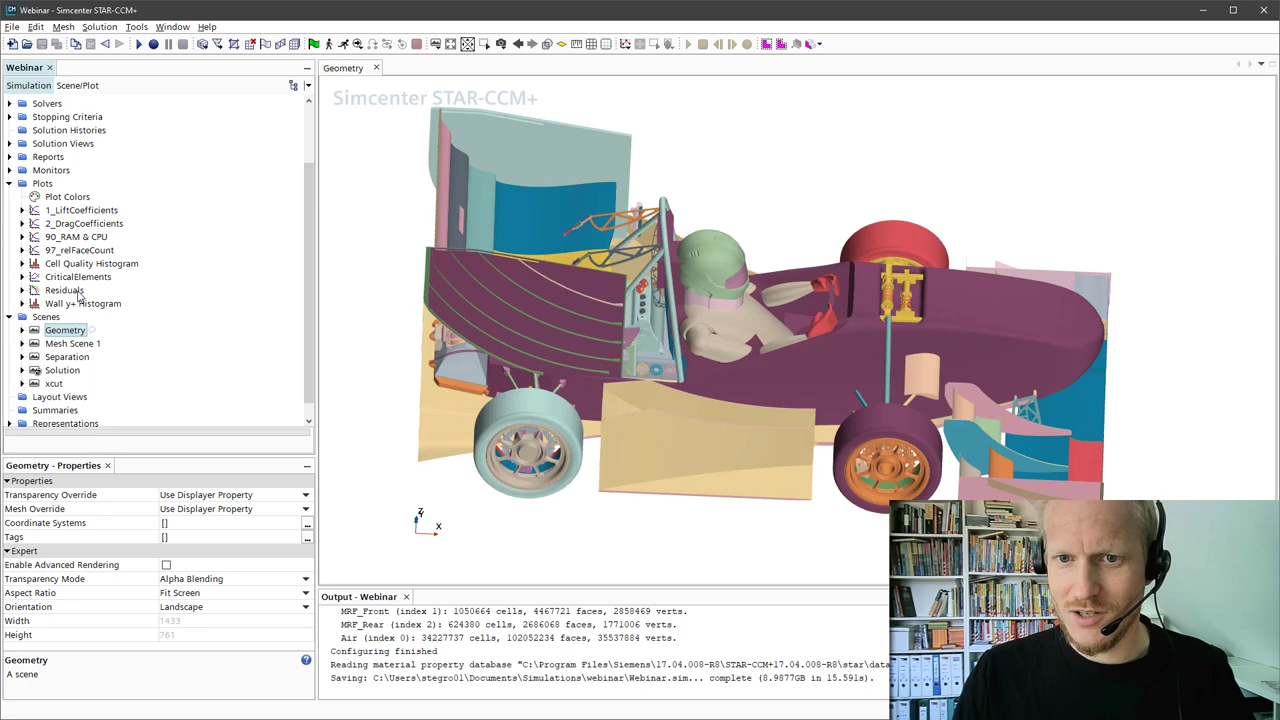 Webinar - Simcenter STAR-CCM+
File Edit Mesh Solution Tools Window Help
Webinar
Simulation Scene/Plot
Solvers
Stopping Criteria
Solution Histories
Solution Views
Reports
Monitors
Plots
Plot Colors
1_LiftCoefficients
2_DragCoefficients
90_RAM & CPU
97_relFaceCount
Cell Quality Histogram
CriticalElements
Residuals
Wall y+ Histogram
Scenes
Geometry
Mesh Scene 1
Separation
Solution
xcut
Layout Views
Summaries
Representations
Geometry - Properties
Properties
Transparency Override Use Displayer Property
Mesh Override Use Displayer Property
Coordinate Systems []
Tags []
Expert
Enable Advanced Rendering
Transparency Mode Alpha Blending
Aspect Ratio Fit Screen
Orientation Landscape
Width 1433
Height 761
Geometry
A scene
Geometry
Simcenter STAR-CCM+
Z
X
Output - Webinar
MRF_Front (index 1): 1050664 cells, 4467721 faces, 2858469 verts.
MRF_Rear (index 2): 624380 cells, 2686068 faces, 1771006 verts.
Air (index 0): 34227737 cells, 102052234 faces, 35537884 verts.
Configuring finished
Reading material property database "C:\Program Files\Siemens\17.04.008-R8\STAR-CCM+17.04.008-R8\star\data
Saving: C:\Users\stegro01\Documents\Simulations\webinar\Webinar.sim... complete (8.9877GB in 15.591s).